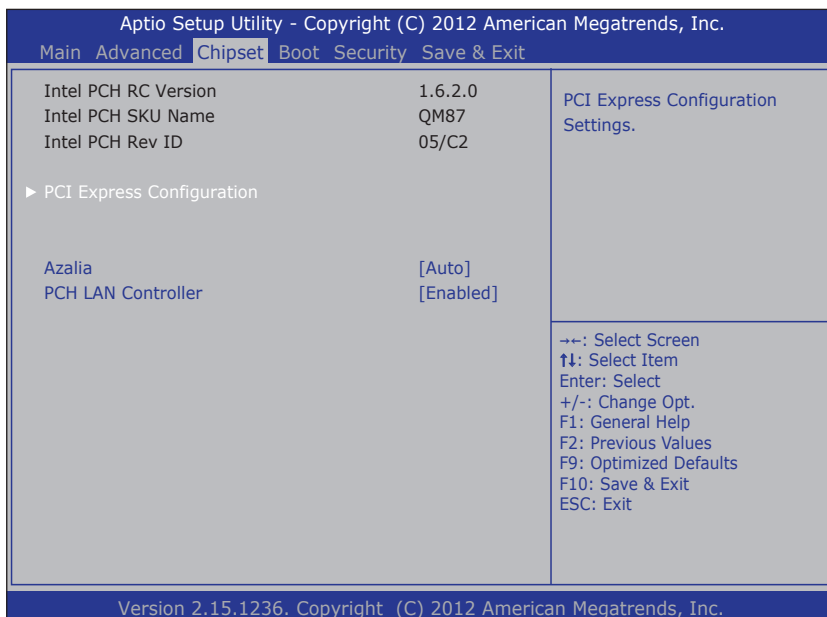 Aptio Setup Utility - Copyright (C) 2012 American Megatrends, Inc.
Main Advanced Chipset Boot Security Save & Exit
Intel PCH RC Version 1.6.2.0
Intel PCH SKU Name QM87
Intel PCH Rev ID 05/C2
▶ PCI Express Configuration
Azalia [Auto]
PCH LAN Controller [Enabled]
PCI Express Configuration
Settings.
→←: Select Screen
↑↓: Select Item
Enter: Select
+/-: Change Opt.
F1: General Help
F2: Previous Values
F9: Optimized Defaults
F10: Save & Exit
ESC: Exit
Version 2.15.1236. Copyright (C) 2012 American Megatrends, Inc.